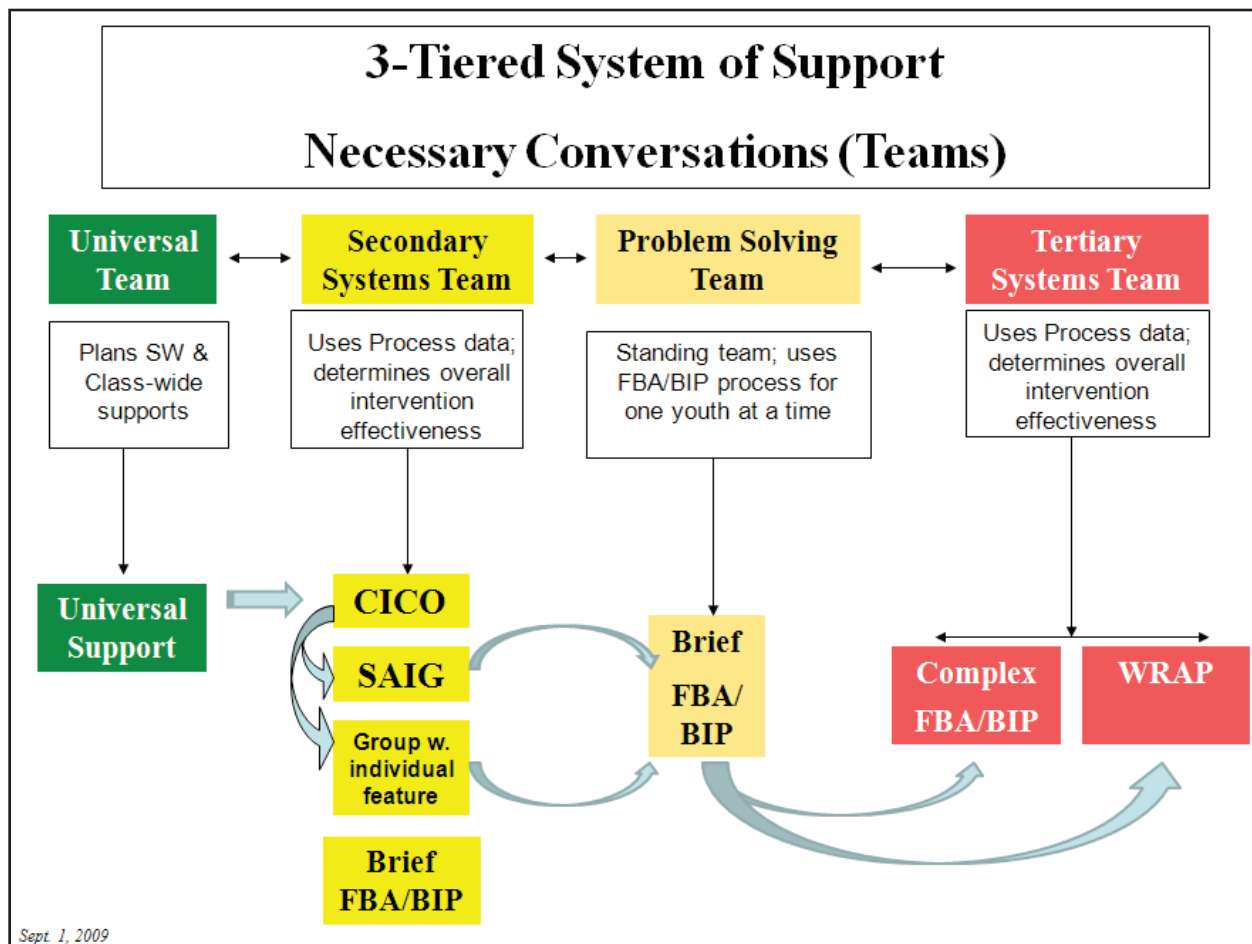 3-Tiered System of Support
Necessary Conversations (Teams)
Universal
Team
Secondary
Systems Team
Problem Solving
Team
Tertiary
Systems Team
Plans SW &
Class-wide
supports
Uses Process data;
determines overall
intervention
effectiveness
Standing team; uses
FBA/BIP process for
one youth at a time
Uses Process data;
determines overall
intervention
effectiveness
Universal
Support
CICO
SAIG
Group w.
individual
feature
Brief
FBA/BIP
Brief
FBA/
BIP
Complex
FBA/BIP
WRAP
Sept. 1, 2009